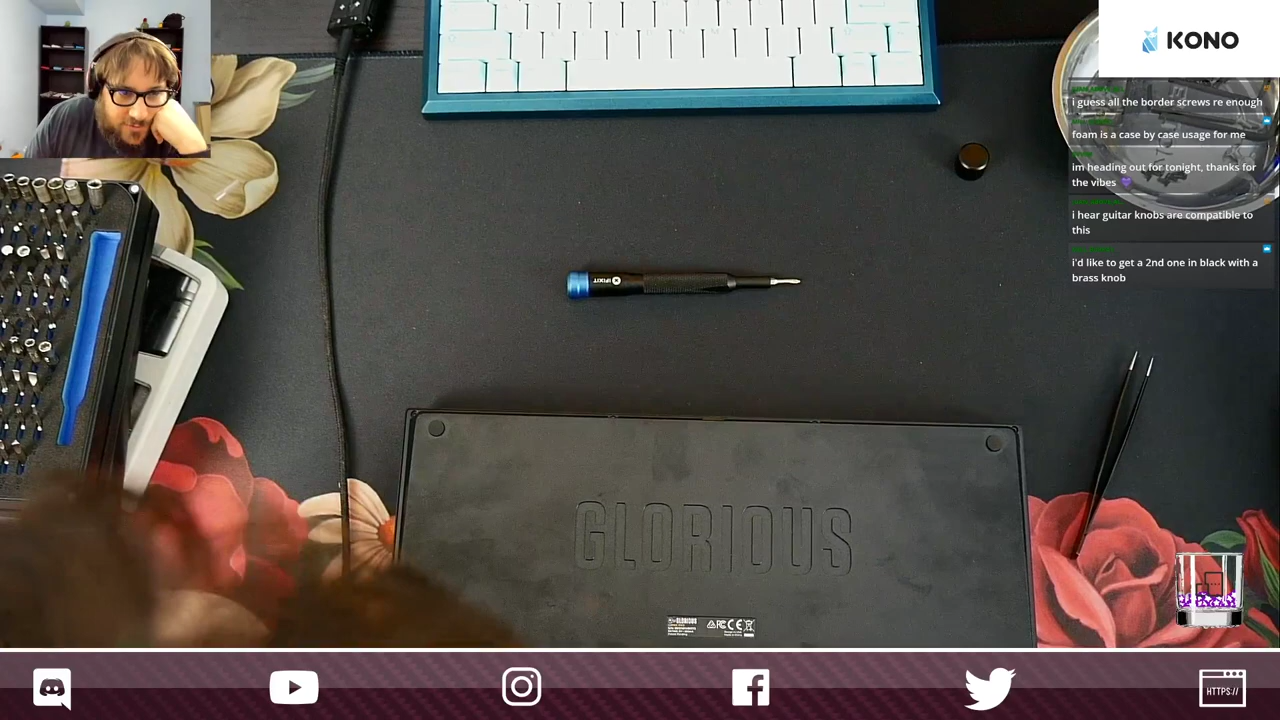 KONO
i guess all the border screws re enough
foam is a case by case usage for me
im heading out for tonight, thanks for
the vibes 💜
i hear guitar knobs are compatible to
this
i'd like to get a 2nd one in black with a
brass knob
IFIXIT
GLORIOUS
GLORIOUS
HTTPS://